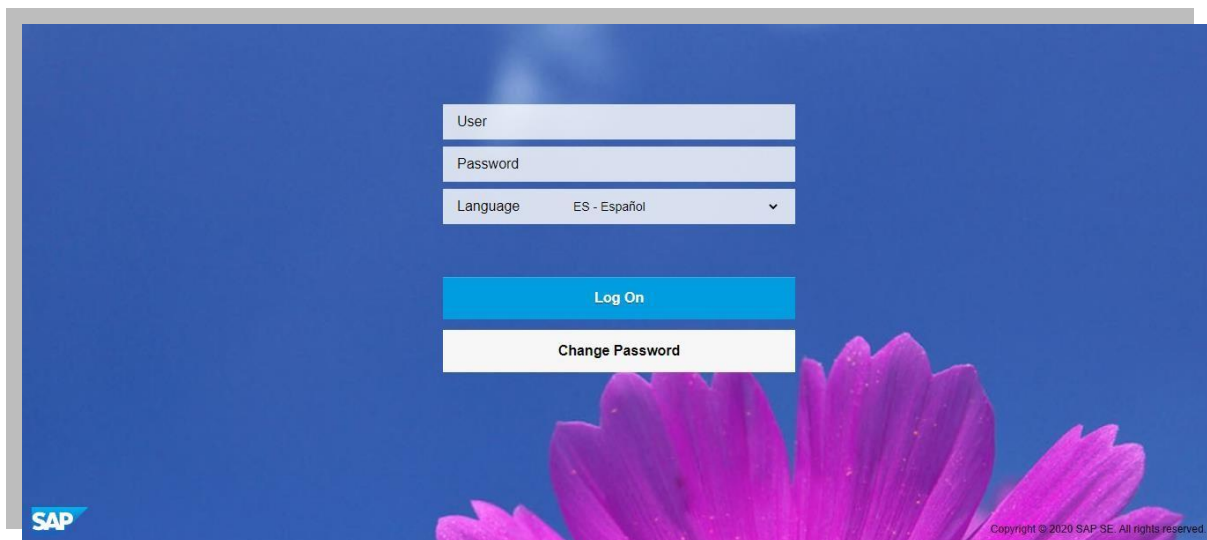 User
Password
Language ES - Español
Log On
Change Password
SAP
Copyright © 2020 SAP SE. All rights reserved.